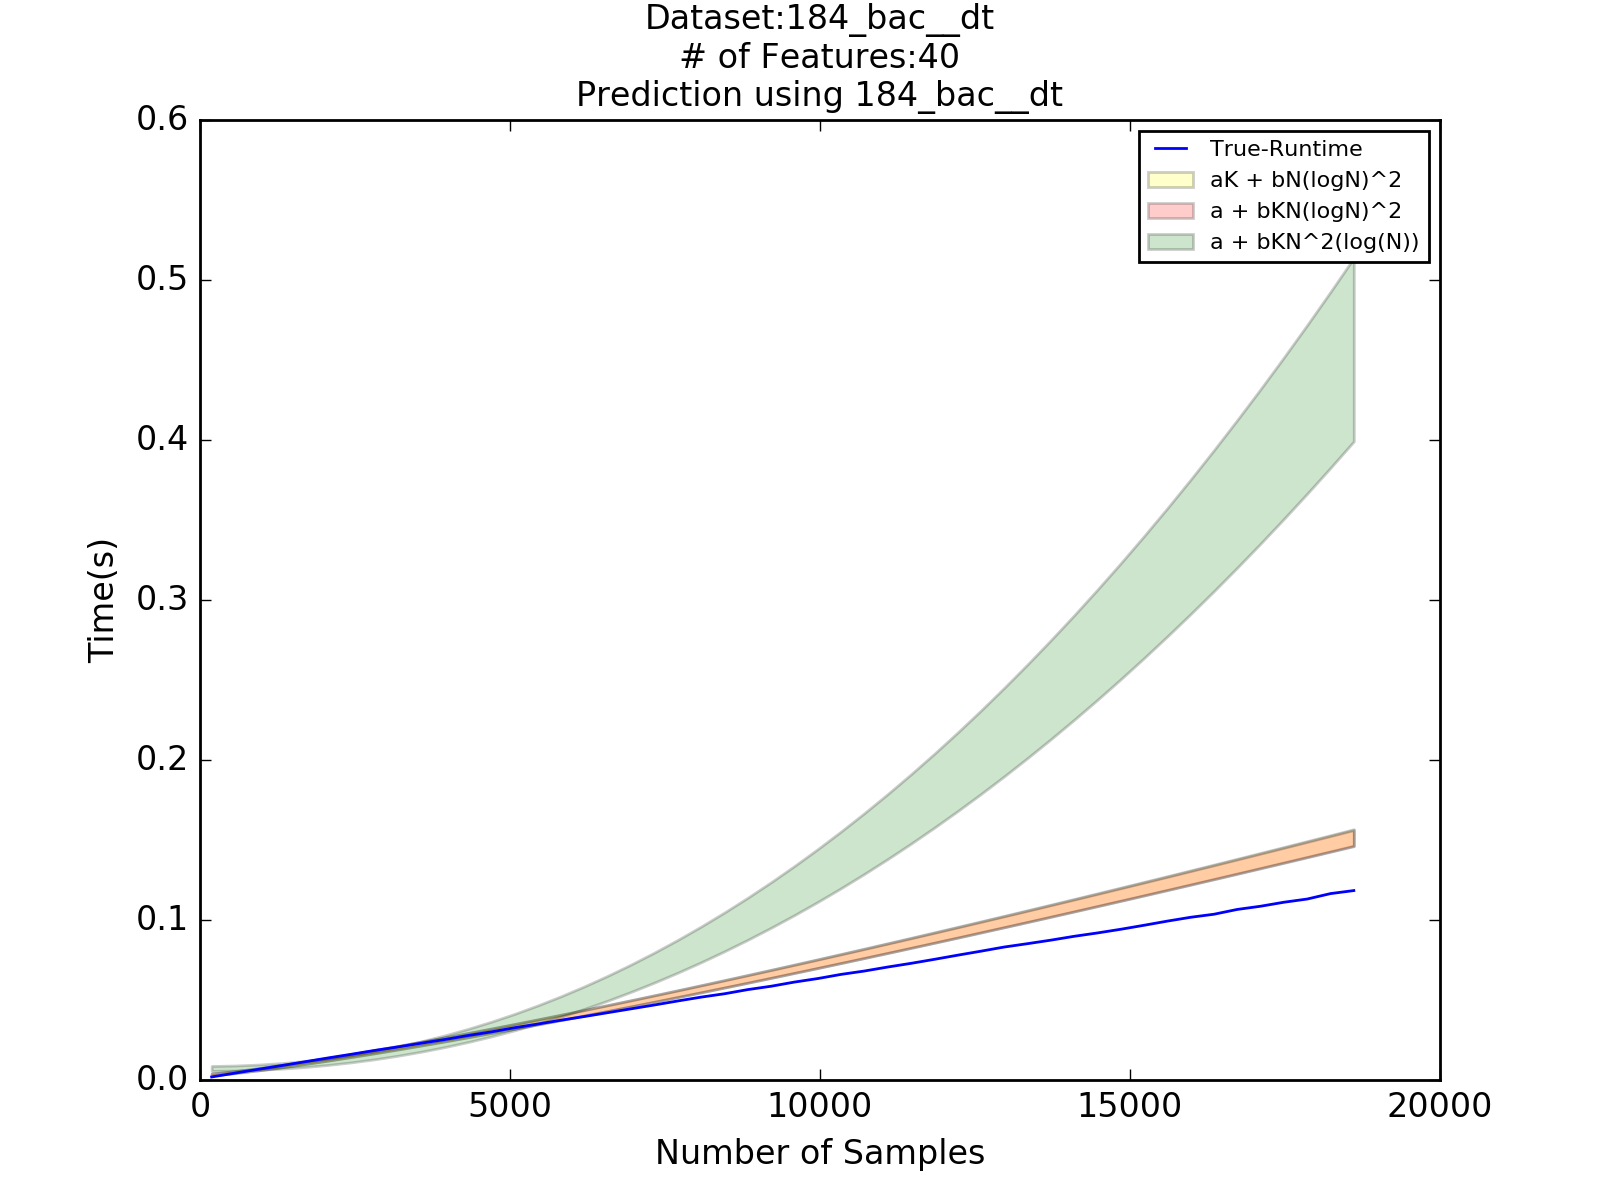 Dataset:184_bac__dt
# of Features:40
Prediction using 184_bac__dt
0.6
0.5
0.4
0.3
0.2
0.1
0.0
Time(s)
True-Runtime
aK + bN(logN)^2
a + bKN(logN)^2
a + bKN^2(log(N))
0 5000 10000 15000 20000
Number of Samples